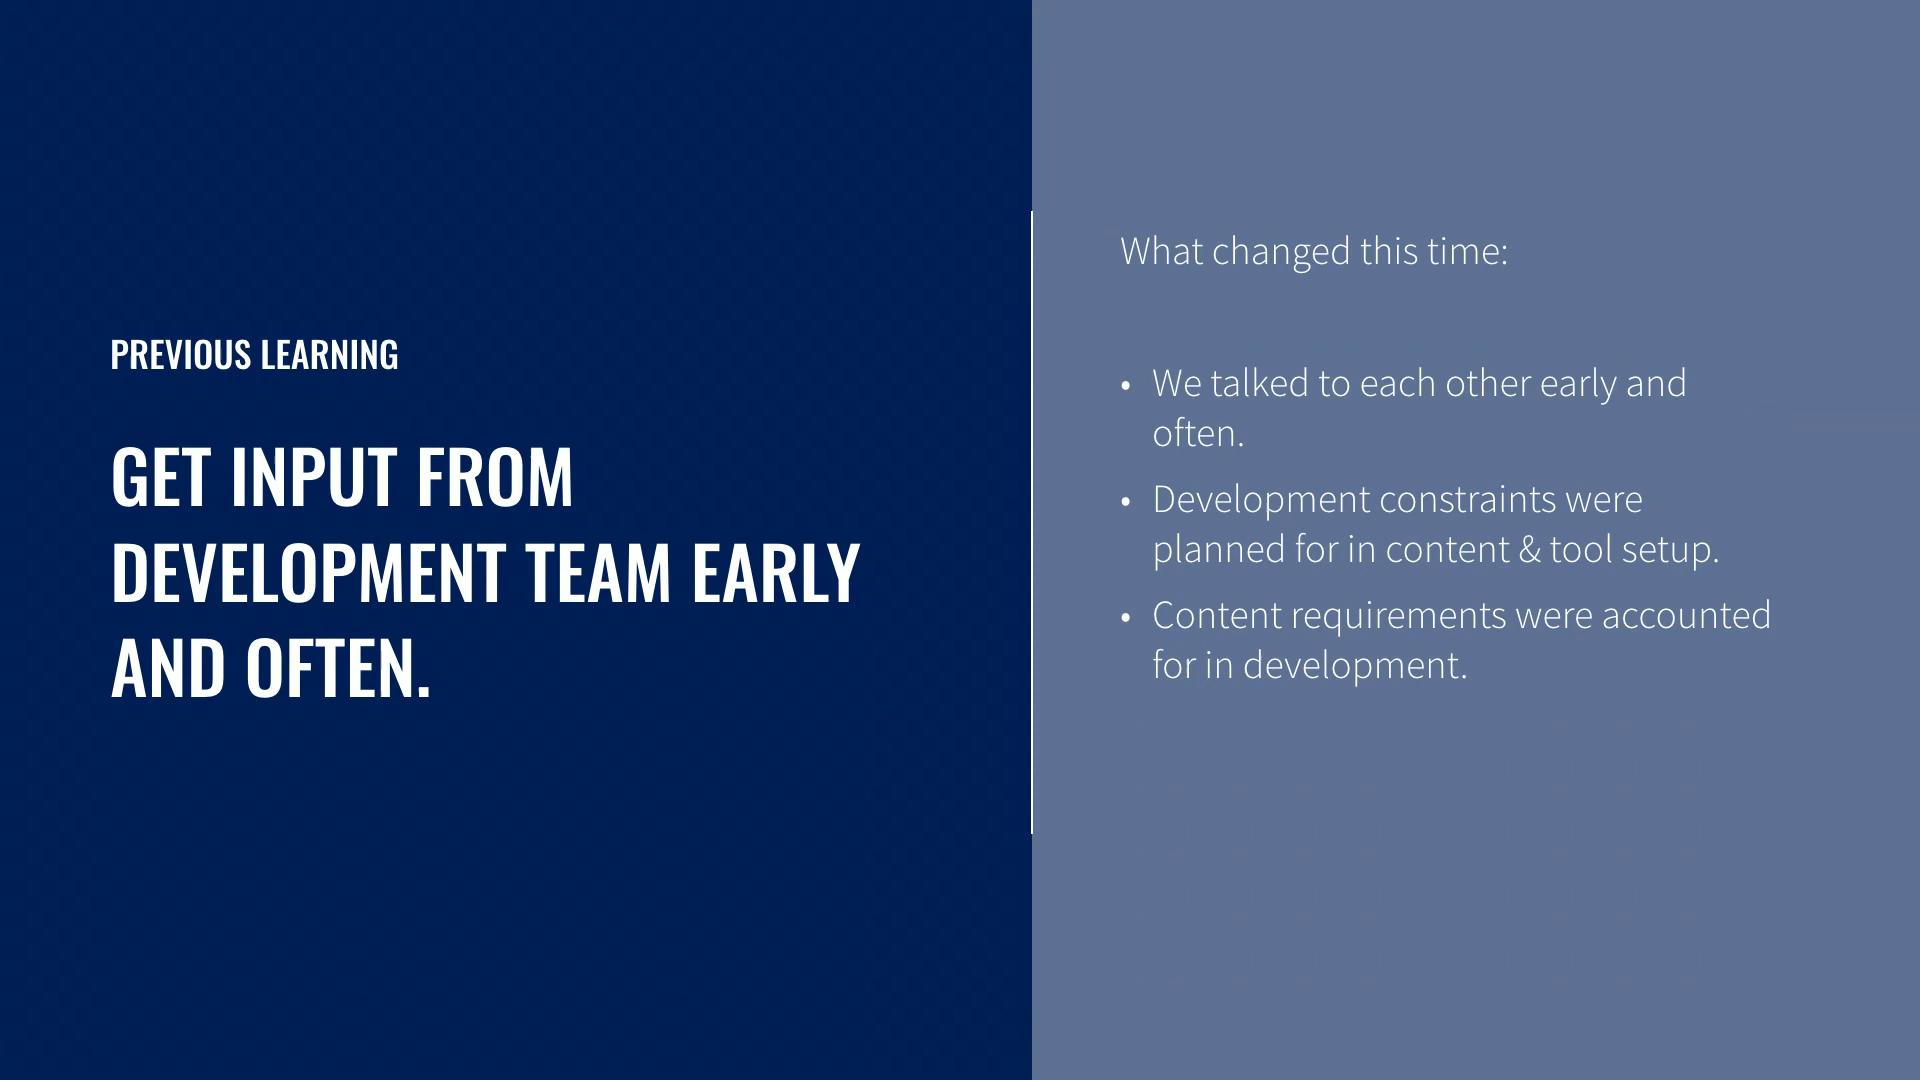 PREVIOUS LEARNING
GET INPUT FROM
DEVELOPMENT TEAM EARLY
AND OFTEN.
What changed this time:
• We talked to each other early and
often.
• Development constraints were
planned for in content & tool setup.
• Content requirements were accounted
for in development.